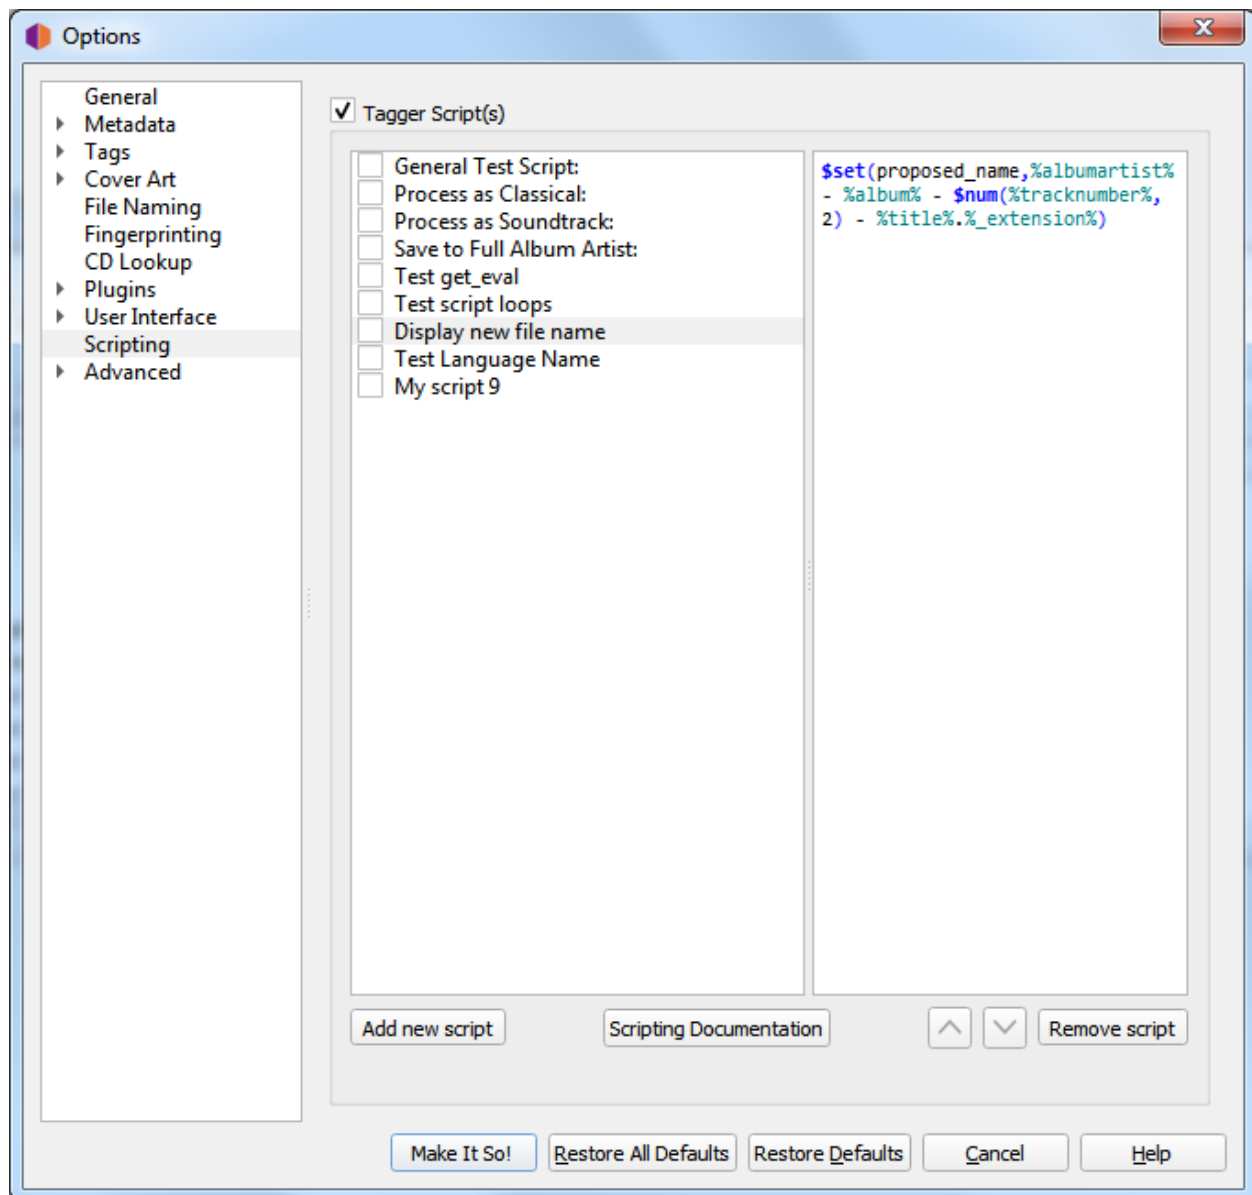 Options
General
Metadata
Tags
Cover Art
File Naming
Fingerprinting
CD Lookup
Plugins
User Interface
Scripting
Advanced
Tagger Script(s)
General Test Script:
Process as Classical:
Process as Soundtrack:
Save to Full Album Artist:
Test get_eval
Test script loops
Display new file name
Test Language Name
My script 9
$set(proposed_name,%albumartist%
- %album% - $num(%tracknumber%,
2) - %title%.%_extension%)
Add new script
Scripting Documentation
Remove script
Make It So!
Restore All Defaults
Restore Defaults
Cancel
Help